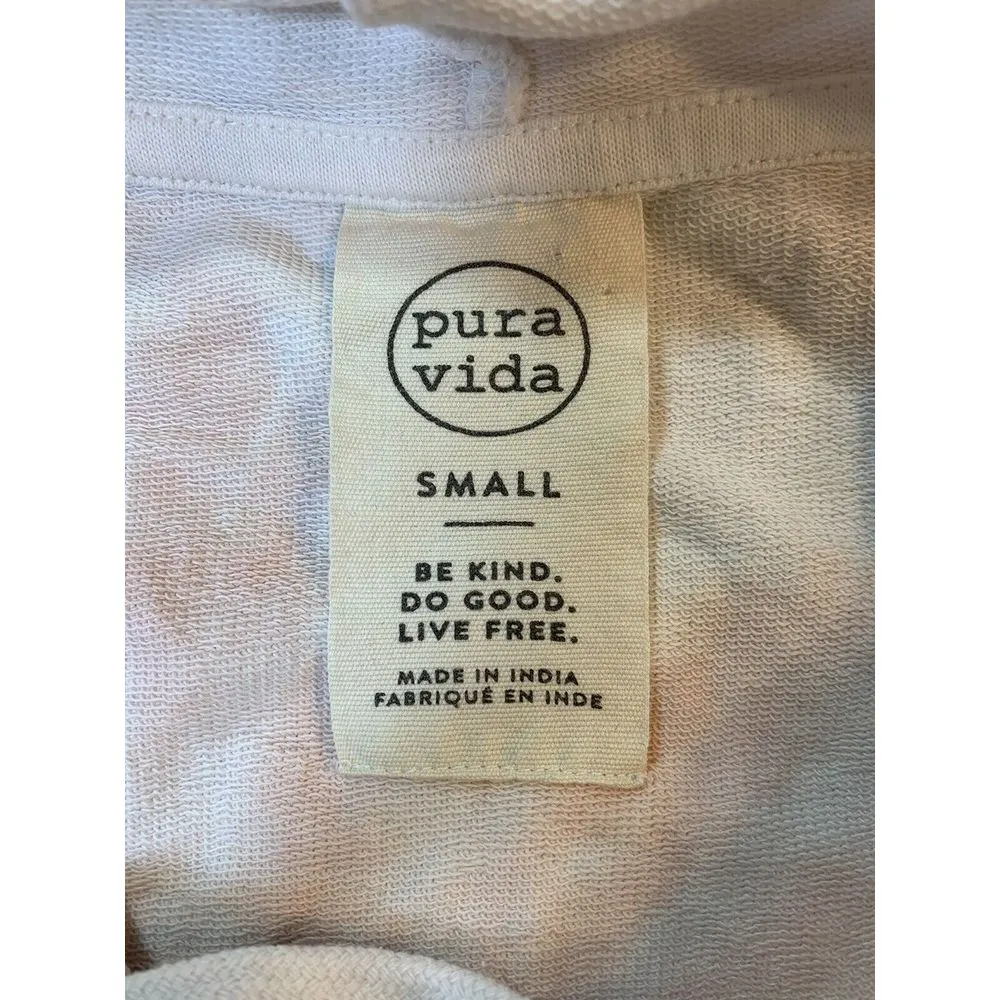 pura
vida
SMALL
BE KIND.
DO GOOD.
LIVE FREE.
MADE IN INDIA
FABRIQUÉ EN INDE